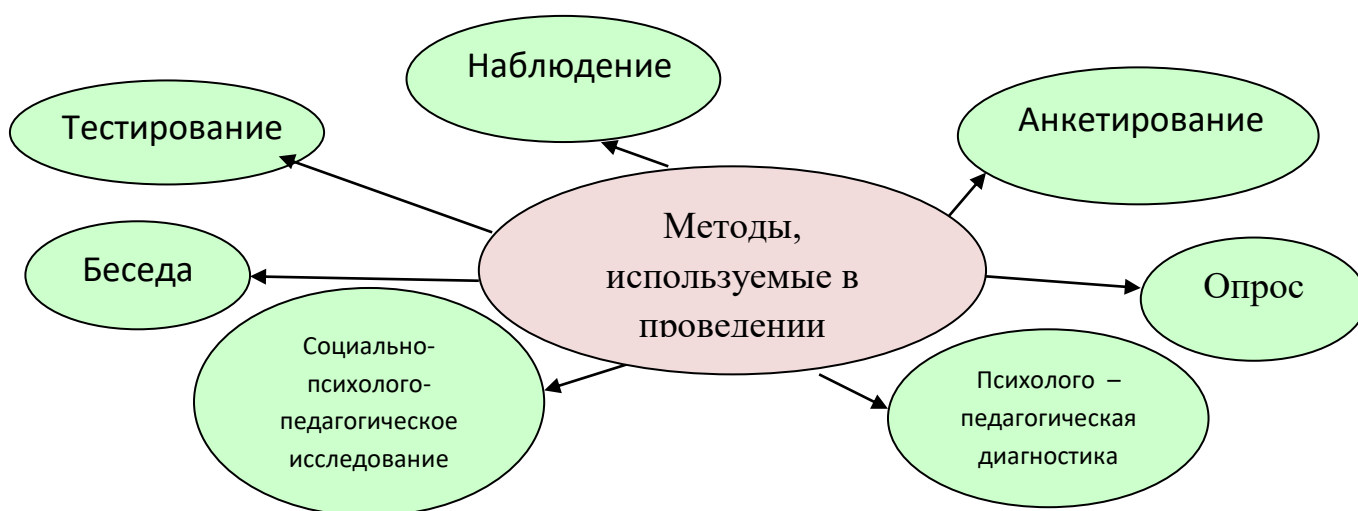 Наблюдение
Тестирование
Анкетирование
Методы,
используемые в
проведении
Беседа
Опрос
Социально-
психолого-
педагогическое
исследование
Психолого –
педагогическая
диагностика